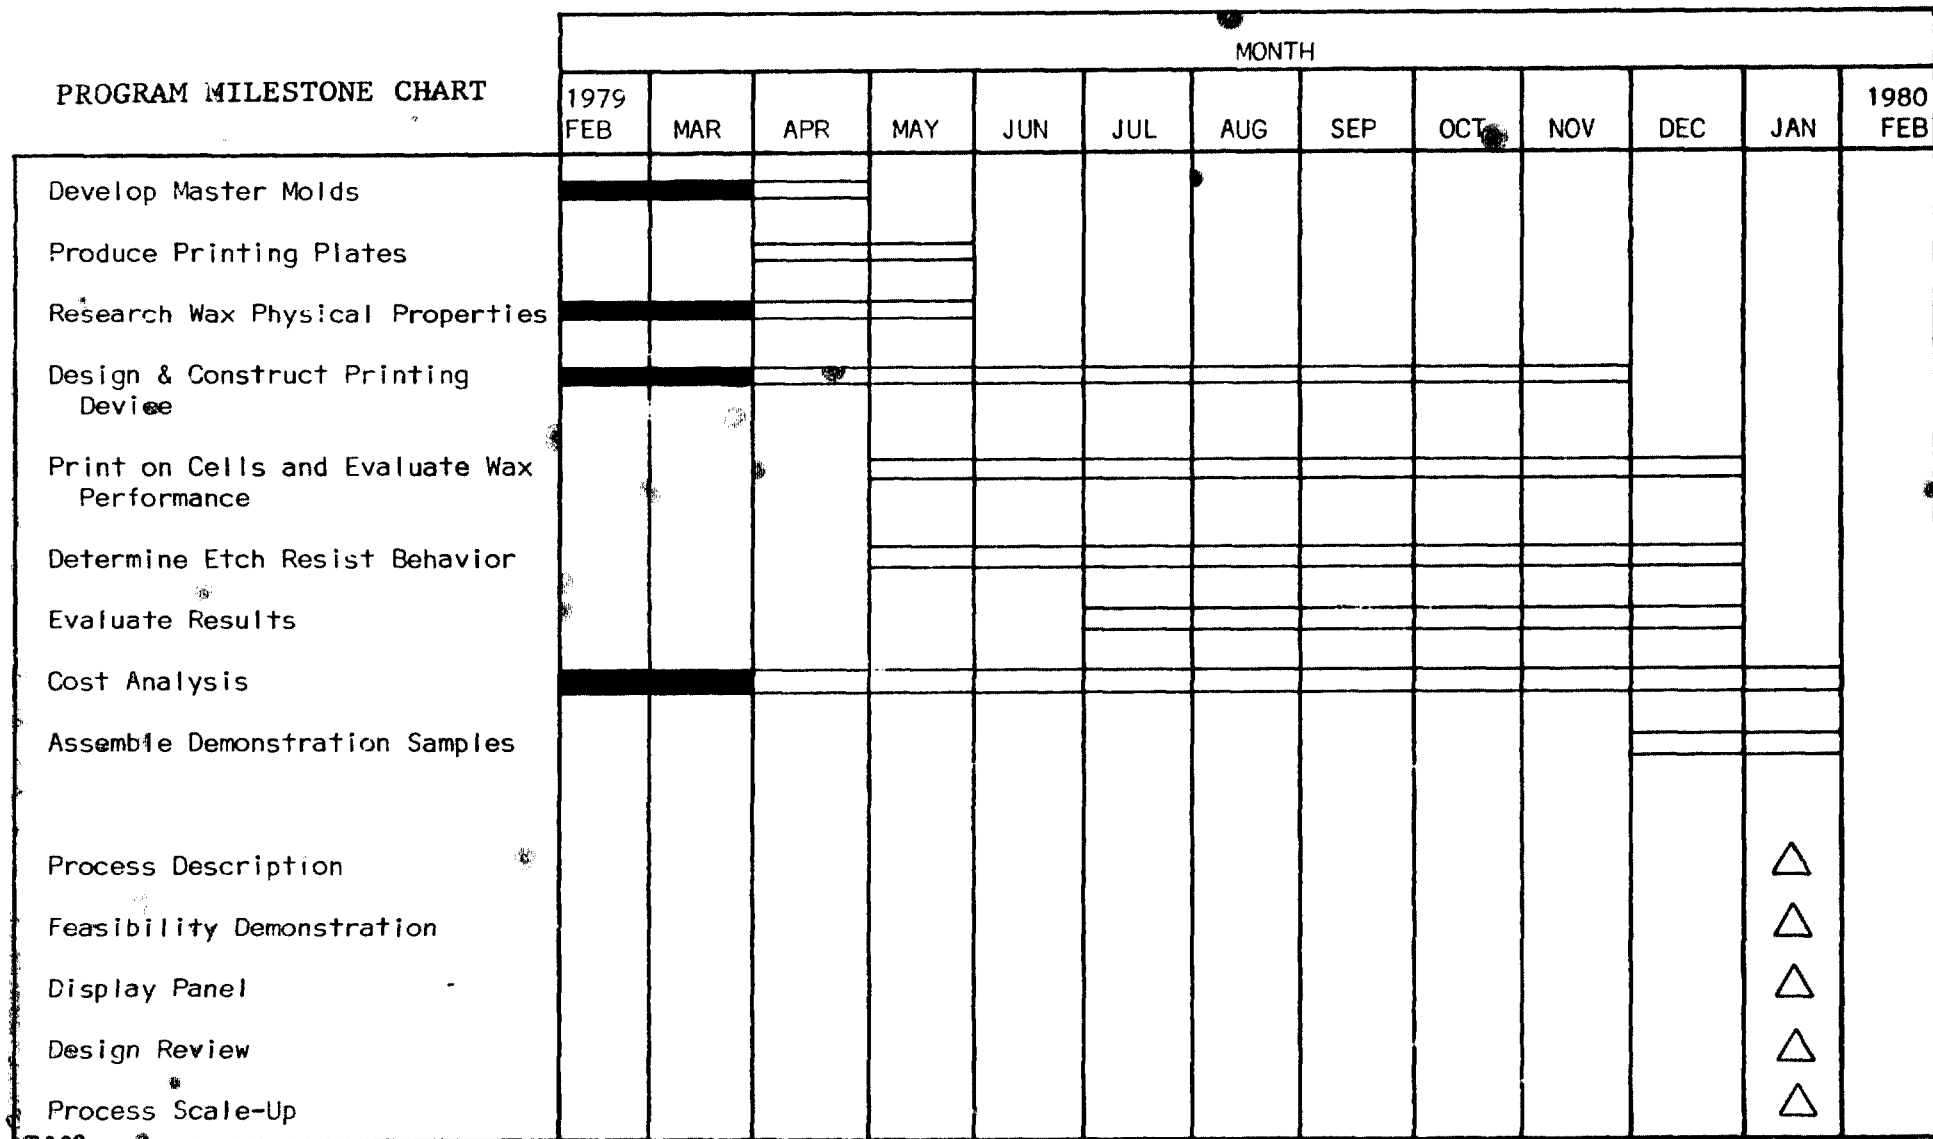 MONTH
PROGRAM MILESTONE CHART
1979 1980
FEB MAR APR MAY JUN JUL AUG SEP OCT NOV DEC JAN FEB
Develop Master Molds
Produce Printing Plates
Research Wax Physical Properties
Design & Construct Printing
Device
Print on Cells and Evaluate Wax
Performance
Determine Etch Resist Behavior
Evaluate Results
Cost Analysis
Assemble Demonstration Samples
Process Description
Feasibility Demonstration
Display Panel
Design Review
Process Scale-Up